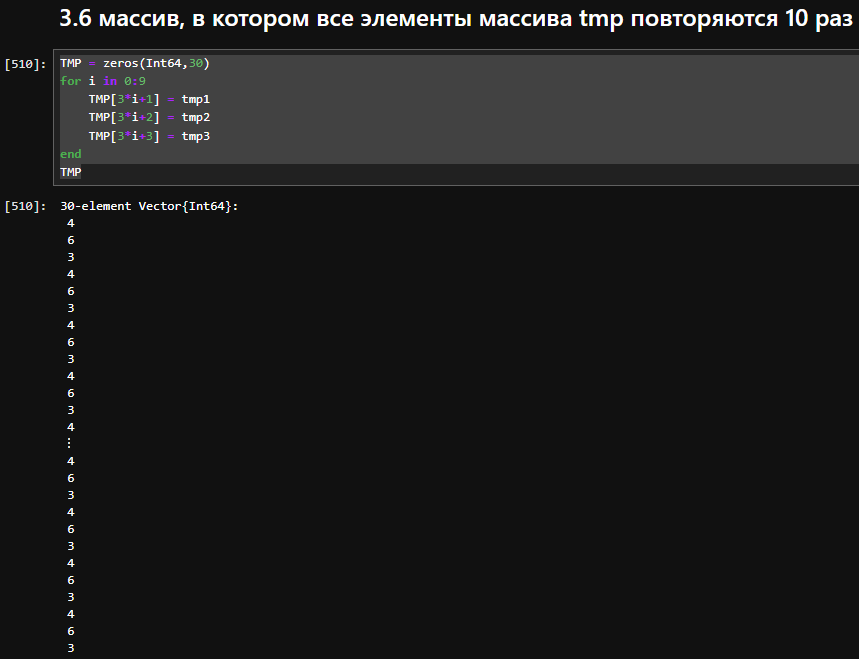 3.6 массив, в котором все элементы массива tmp повторяются 10 раз
[510]: TMP = zeros(Int64,30)
for i in 0:9
    TMP[3*i+1] = tmp1
    TMP[3*i+2] = tmp2
    TMP[3*i+3] = tmp3
end
TMP
[510]: 30-element Vector{Int64}:
4
6
3
4
6
3
4
6
3
4
6
3
4
⋮
4
6
3
4
6
3
4
6
3
4
6
3